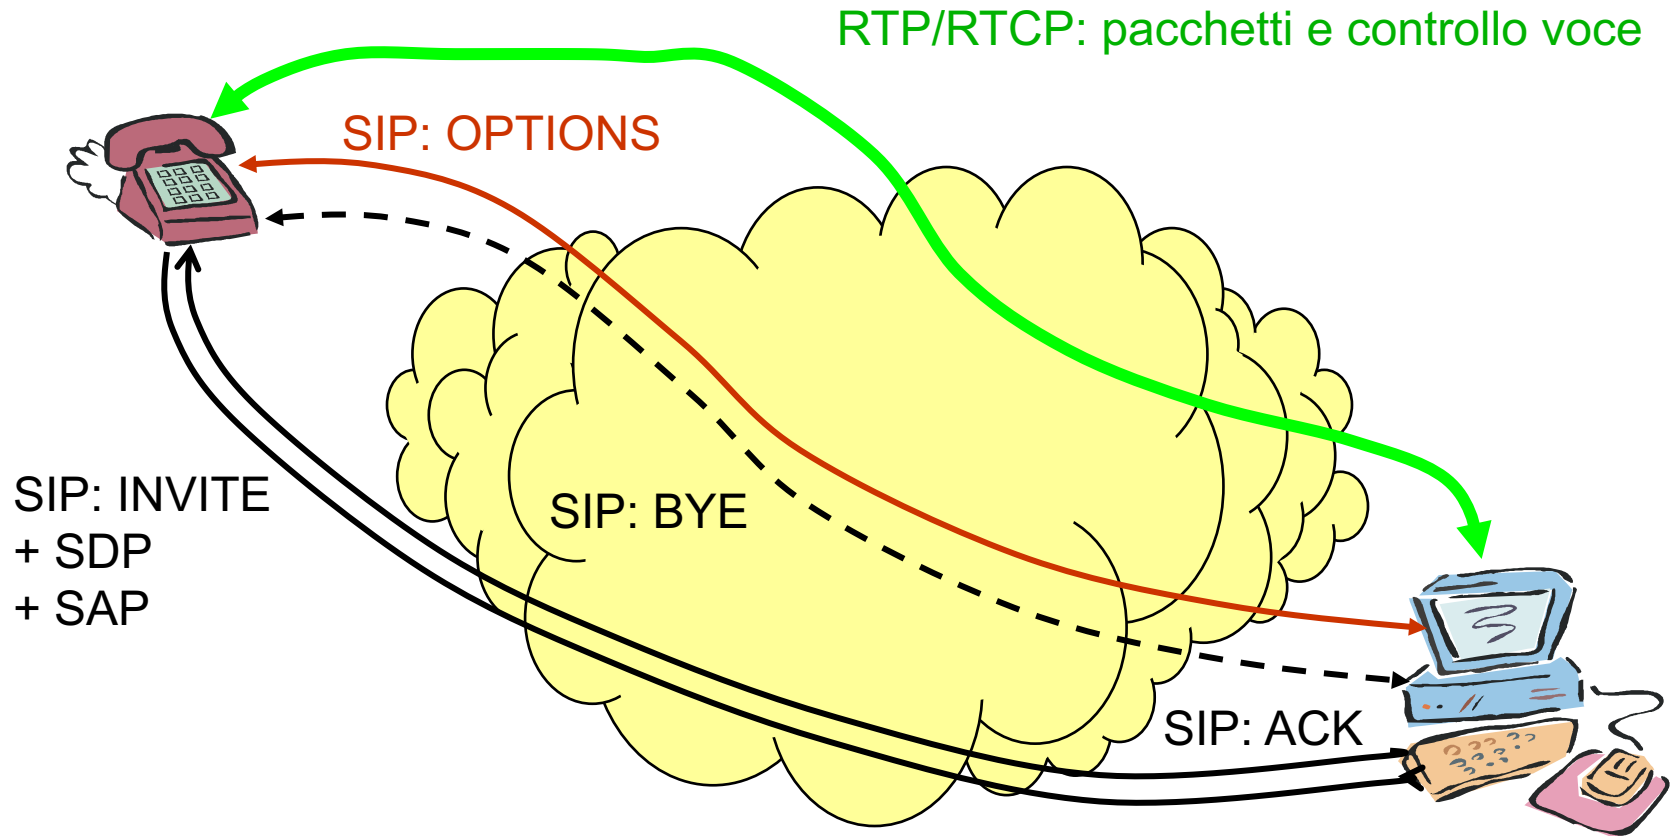 RTP/RTCP: pacchetti e controllo voce
SIP: OPTIONS
SIP: INVITE
+ SDP
+ SAP
SIP: BYE
SIP: ACK